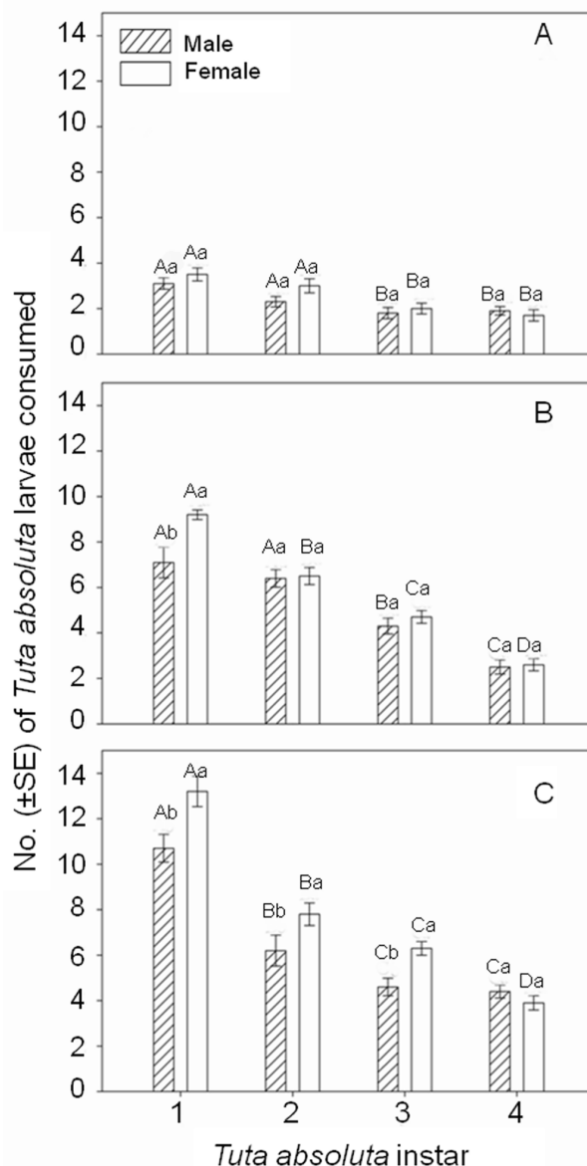 14
Male
A
12
Female
10
8
6
4
Aa Aa
Aa Aa
Ba Ba
Ba Ba
2
0
14
B
12
10
Aa
8
Ab
Aa Ba
6
Ba Ca
4
Ca Da
2
0
14
C
Aa
12
Ab
10
8
Ba
Bb
6
Ca
Cb
4
Ca Da
2
0
1 2 3 4
Tuta absoluta instar
No. (±SE) of Tuta absoluta larvae consumed